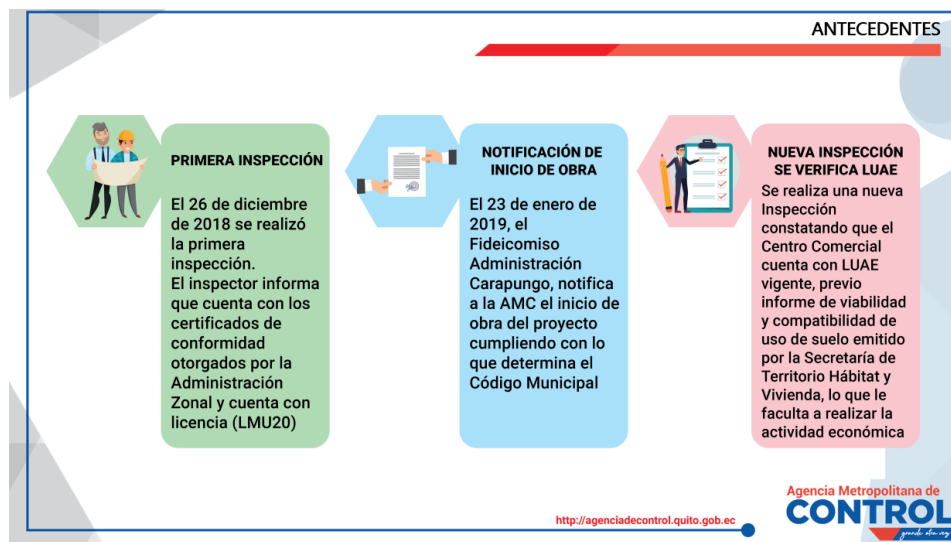 ANTECEDENTES
PRIMERA INSPECCIÓN
El 26 de diciembre
de 2018 se realizó
la primera
inspección.
El inspector informa
que cuenta con los
certificados de
conformidad
otorgados por la
Administración
Zonal y cuenta con
licencia (LMU20)
NOTIFICACIÓN DE
INICIO DE OBRA
El 23 de enero de
2019, el
Fideicomiso
Administración
Carapungo, notifica
a la AMC el inicio de
obra del proyecto
cumpliendo con lo
que determina el
Código Municipal
NUEVA INSPECCIÓN
SE VERIFICA LUAE
Se realiza una nueva
Inspección
constatando que el
Centro Comercial
cuenta con LUAE
vigente, previo
informe de viabilidad
y compatibilidad de
uso de suelo emitido
por la Secretaría de
Territorio Hábitat y
Vivienda, lo que le
faculta a realizar la
actividad económica
http://agenciadecontrol.quito.gob.ec
Agencia Metropolitana de
CONTROL
grande otra vez